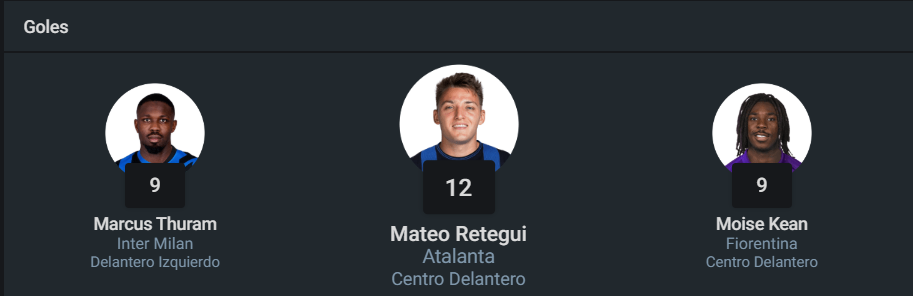 Goles
9
Marcus Thuram
Inter Milan
Delantero Izquierdo
12
Mateo Retegui
Atalanta
Centro Delantero
9
Moise Kean
Fiorentina
Centro Delantero